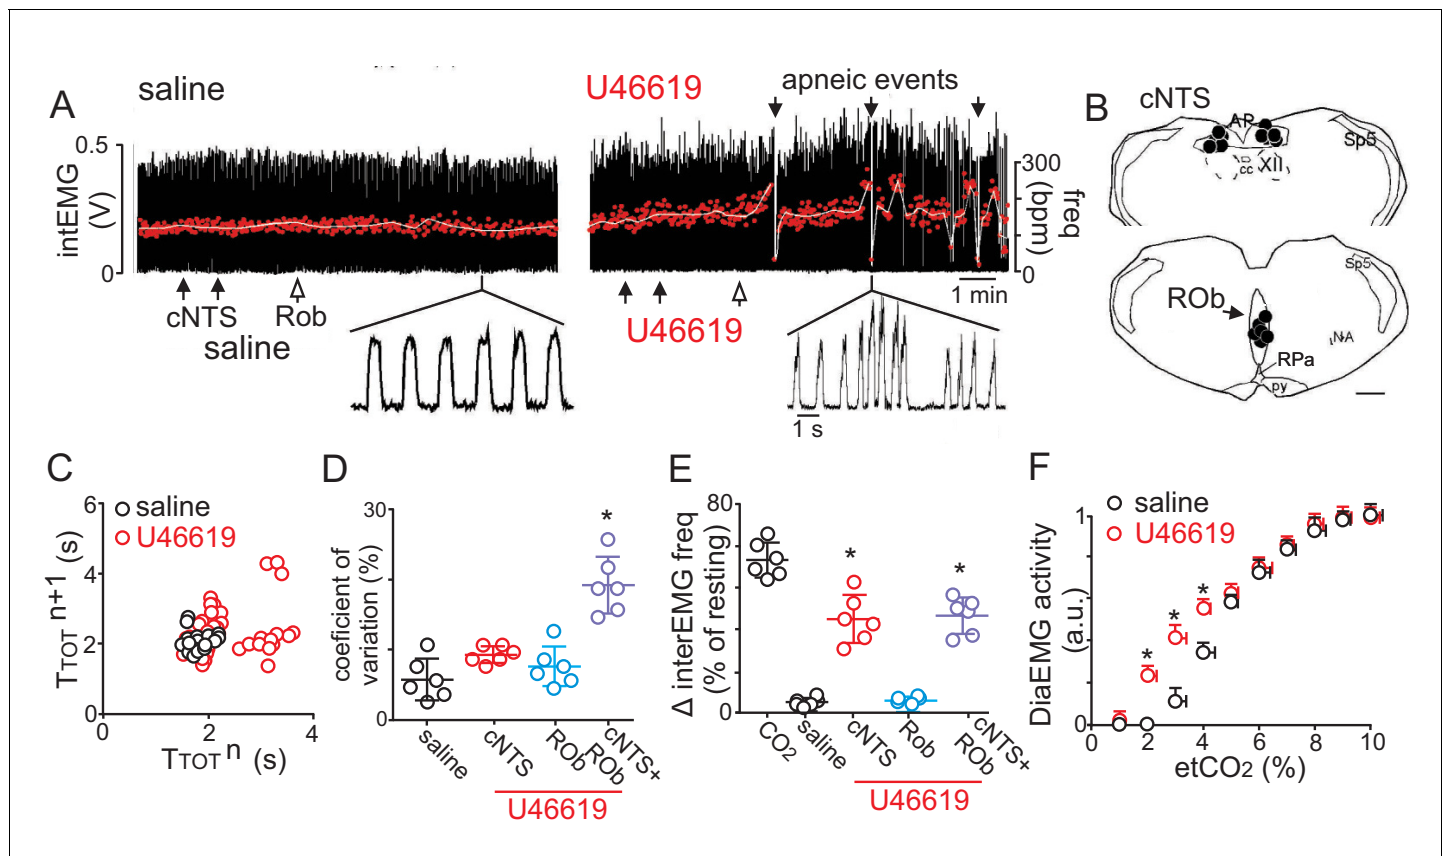 A
saline
U46619
apneic events
0.5
intEMG
(V)
0
300
freq
(bpm)
0
1 min
cNTS
Rob
saline
U46619
1 s
B
cNTS
AP
Sp5
cc
XII
Sp5
ROb
NA
RPa
py
C
saline
U46619
6
4
2
0
TTOT n+1 (s)
0
2
4
TTOT n (s)
D
30
0
coeficient of
variation (%)
*
saline
cNTS
ROb
cNTS+
ROb
U46619
E
80
0
Δ interEMG freq
(% of resting)
*
*
CO2
saline
cNTS
Rob
cNTS+
ROb
U46619
F
saline
U46619
1
0
DiaEMG activity
(a.u.)
*
*
*
0
2
4
6
8
10
etCO2 (%)